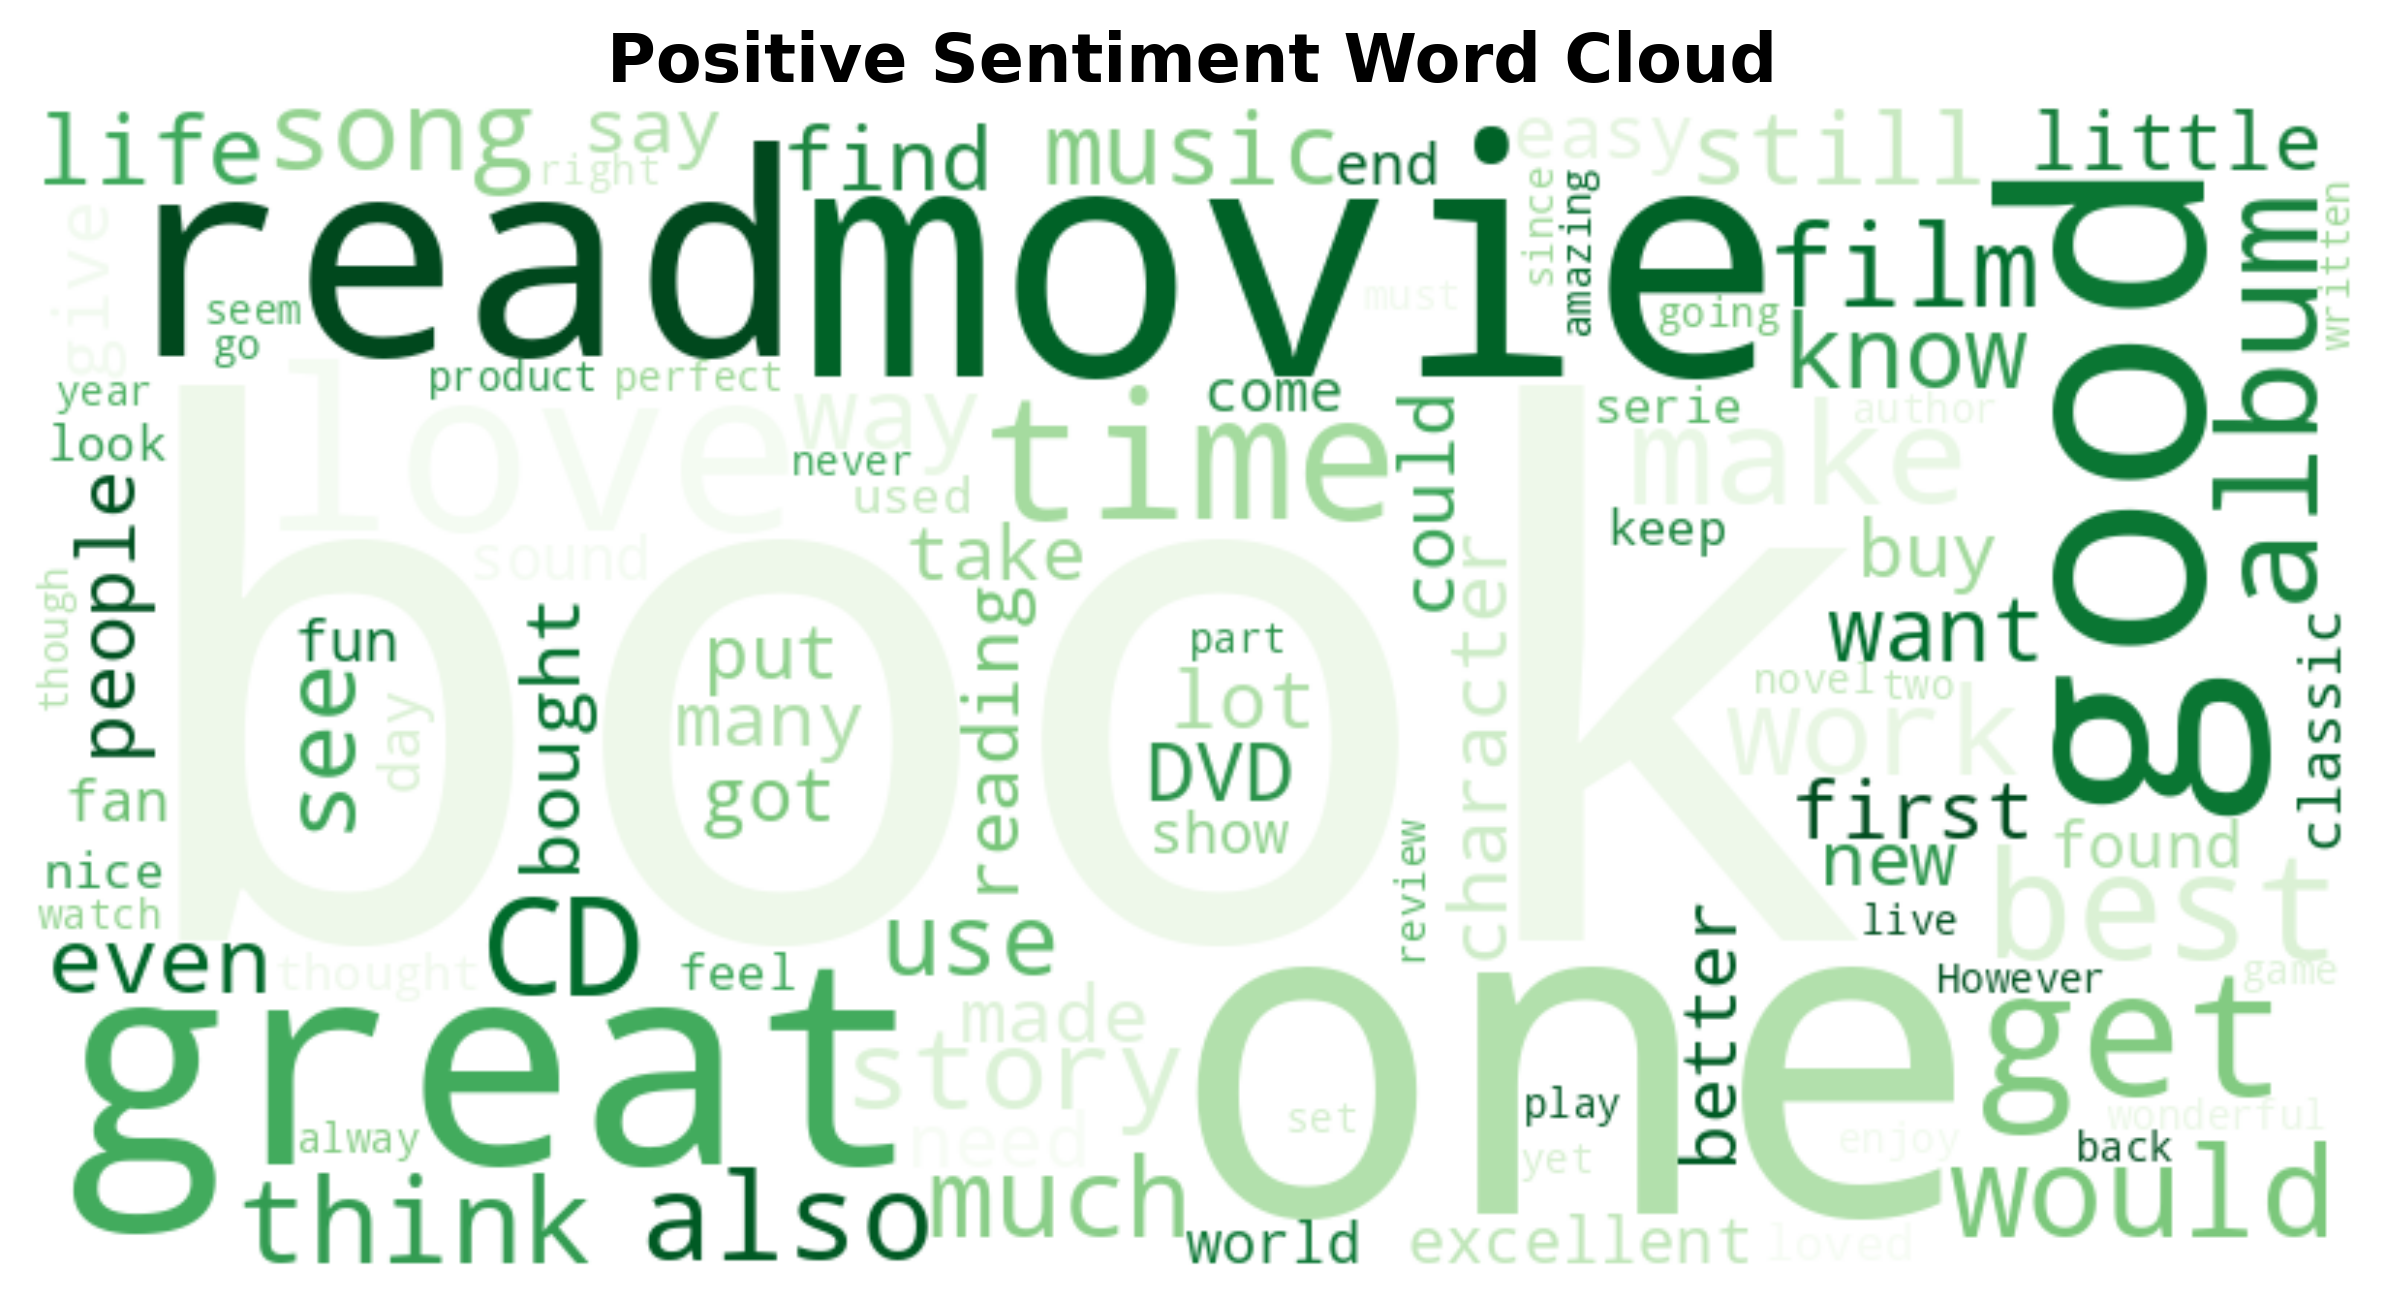 Positive Sentiment Word Cloud
life
song
say
right
find
music
end
easy
still
little
since
amazing
give
read
movie
film
good
album
written
seem
go
must
going
know
year
product
perfect
come
look
love
way
time
could
serie
author
make
never
used
people
book
sound
take
keep
buy
though
fun
bought
put
reading
part
character
want
see
day
many
lot
novel
two
work
classic
got
DVD
fan
show
review
first
new
found
nice
watch
even
thought
CD
feel
use
better
live
best
However
game
great
made
story
one
get
alway
need
set
play
yet
enjoy
wonderful
back
think
also
much
world
excellent
loved
would